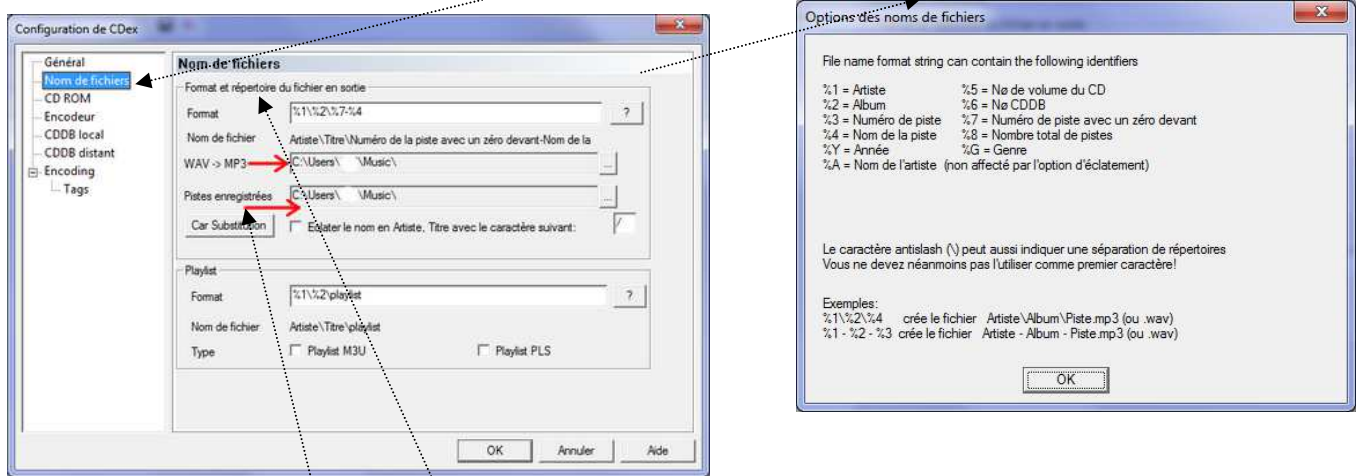 Configuration de CDex
Général
Nom de fichiers
CD ROM
Encodeur
CDDB local
CDDB distant
Encoding
Tags
Nom de fichiers
Format et répertoire du fichier en sortie
Format %1\%2\%7-%4 ?
Nom de fichier Artiste\Titre\Numéro de la piste avec un zéro devant-Nom de la
WAV -> MP3 C:\Users\ \Music\ ...
Pistes enregistrées C:\Users\ \Music\ ...
Car Substitution Eclater le nom en Artiste, Titre avec le caractère suivant: /
Playlist
Format %1\%2\playlist ?
Nom de fichier Artiste\Titre\playlist
Type Playlist M3U Playlist PLS
OK Annuler Aide
Options des noms de fichiers
File name format string can contain the following identifiers
%1 = Artiste %5 = Nø de volume du CD
%2 = Album %6 = Nø CDDB
%3 = Numéro de piste %7 = Numéro de piste avec un zéro devant
%4 = Nom de la piste %8 = Nombre total de pistes
%Y = Année %G = Genre
%A = Nom de l'artiste (non affecté par l'option d'éclatement)
Le caractère antislash (\) peut aussi indiquer une séparation de répertoires
Vous ne devez néanmoins pas l'utiliser comme premier caractère!
Exemples:
%1\%2\%4 crée le fichier Artiste\Album\Piste.mp3 (ou .wav)
%1 - %2 - %3 crée le fichier Artiste - Album - Piste.mp3 (ou .wav)
OK